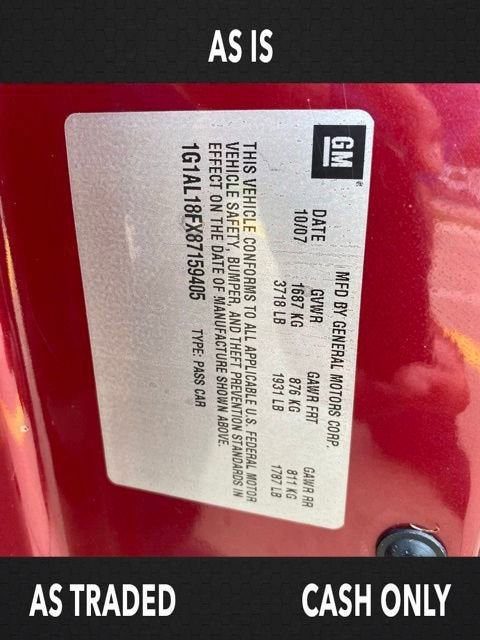 AS IS
GM
MFD BY GENERAL MOTORS CORP.
DATE GVWR GAWR FRT GAWR RR
10/07 1687 KG 876 KG 811 KG
3718 LB 1931 LB 1787 LB
THIS VEHICLE CONFORMS TO ALL APPLICABLE U.S. FEDERAL MOTOR
VEHICLE SAFETY, BUMPER, AND THEFT PREVENTION STANDARDS IN
EFFECT ON THE DATE OF MANUFACTURE SHOWN ABOVE.
1G1AL18FX87159405 TYPE: PASS CAR
AS TRADED CASH ONLY